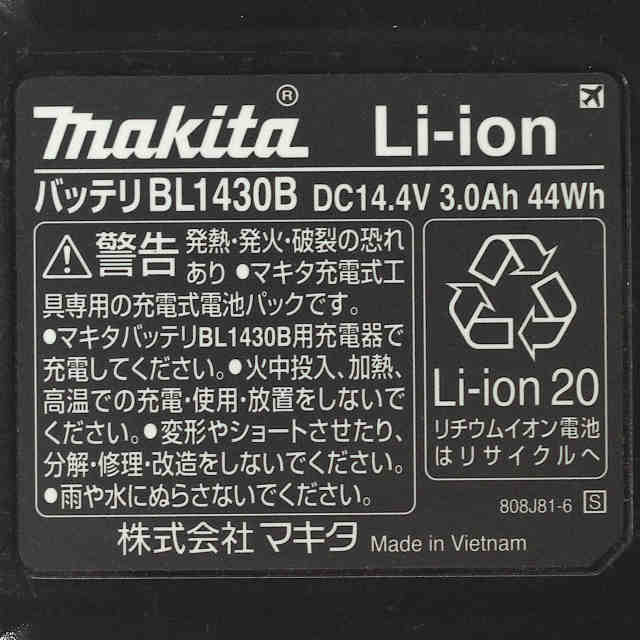 makita® Li-ion
バッテリ BL1430B DC14.4V 3.0Ah 44Wh
⚠警告 発熱・発火・破裂の恐れ
あり ●マキタ充電式工
具専用の充電式電池パックです。
●マキタバッテリBL1430B用充電器で
充電してください。●火中投入、加熱、
高温での充電・使用・放置をしないで
ください。●変形やショートさせたり、
分解・修理・改造をしないでください。
●雨や水にぬらさないでください。
Li-ion 20
リチウムイオン電池
はリサイクルへ
808J81-6 S
株式会社 マキタ Made in Vietnam